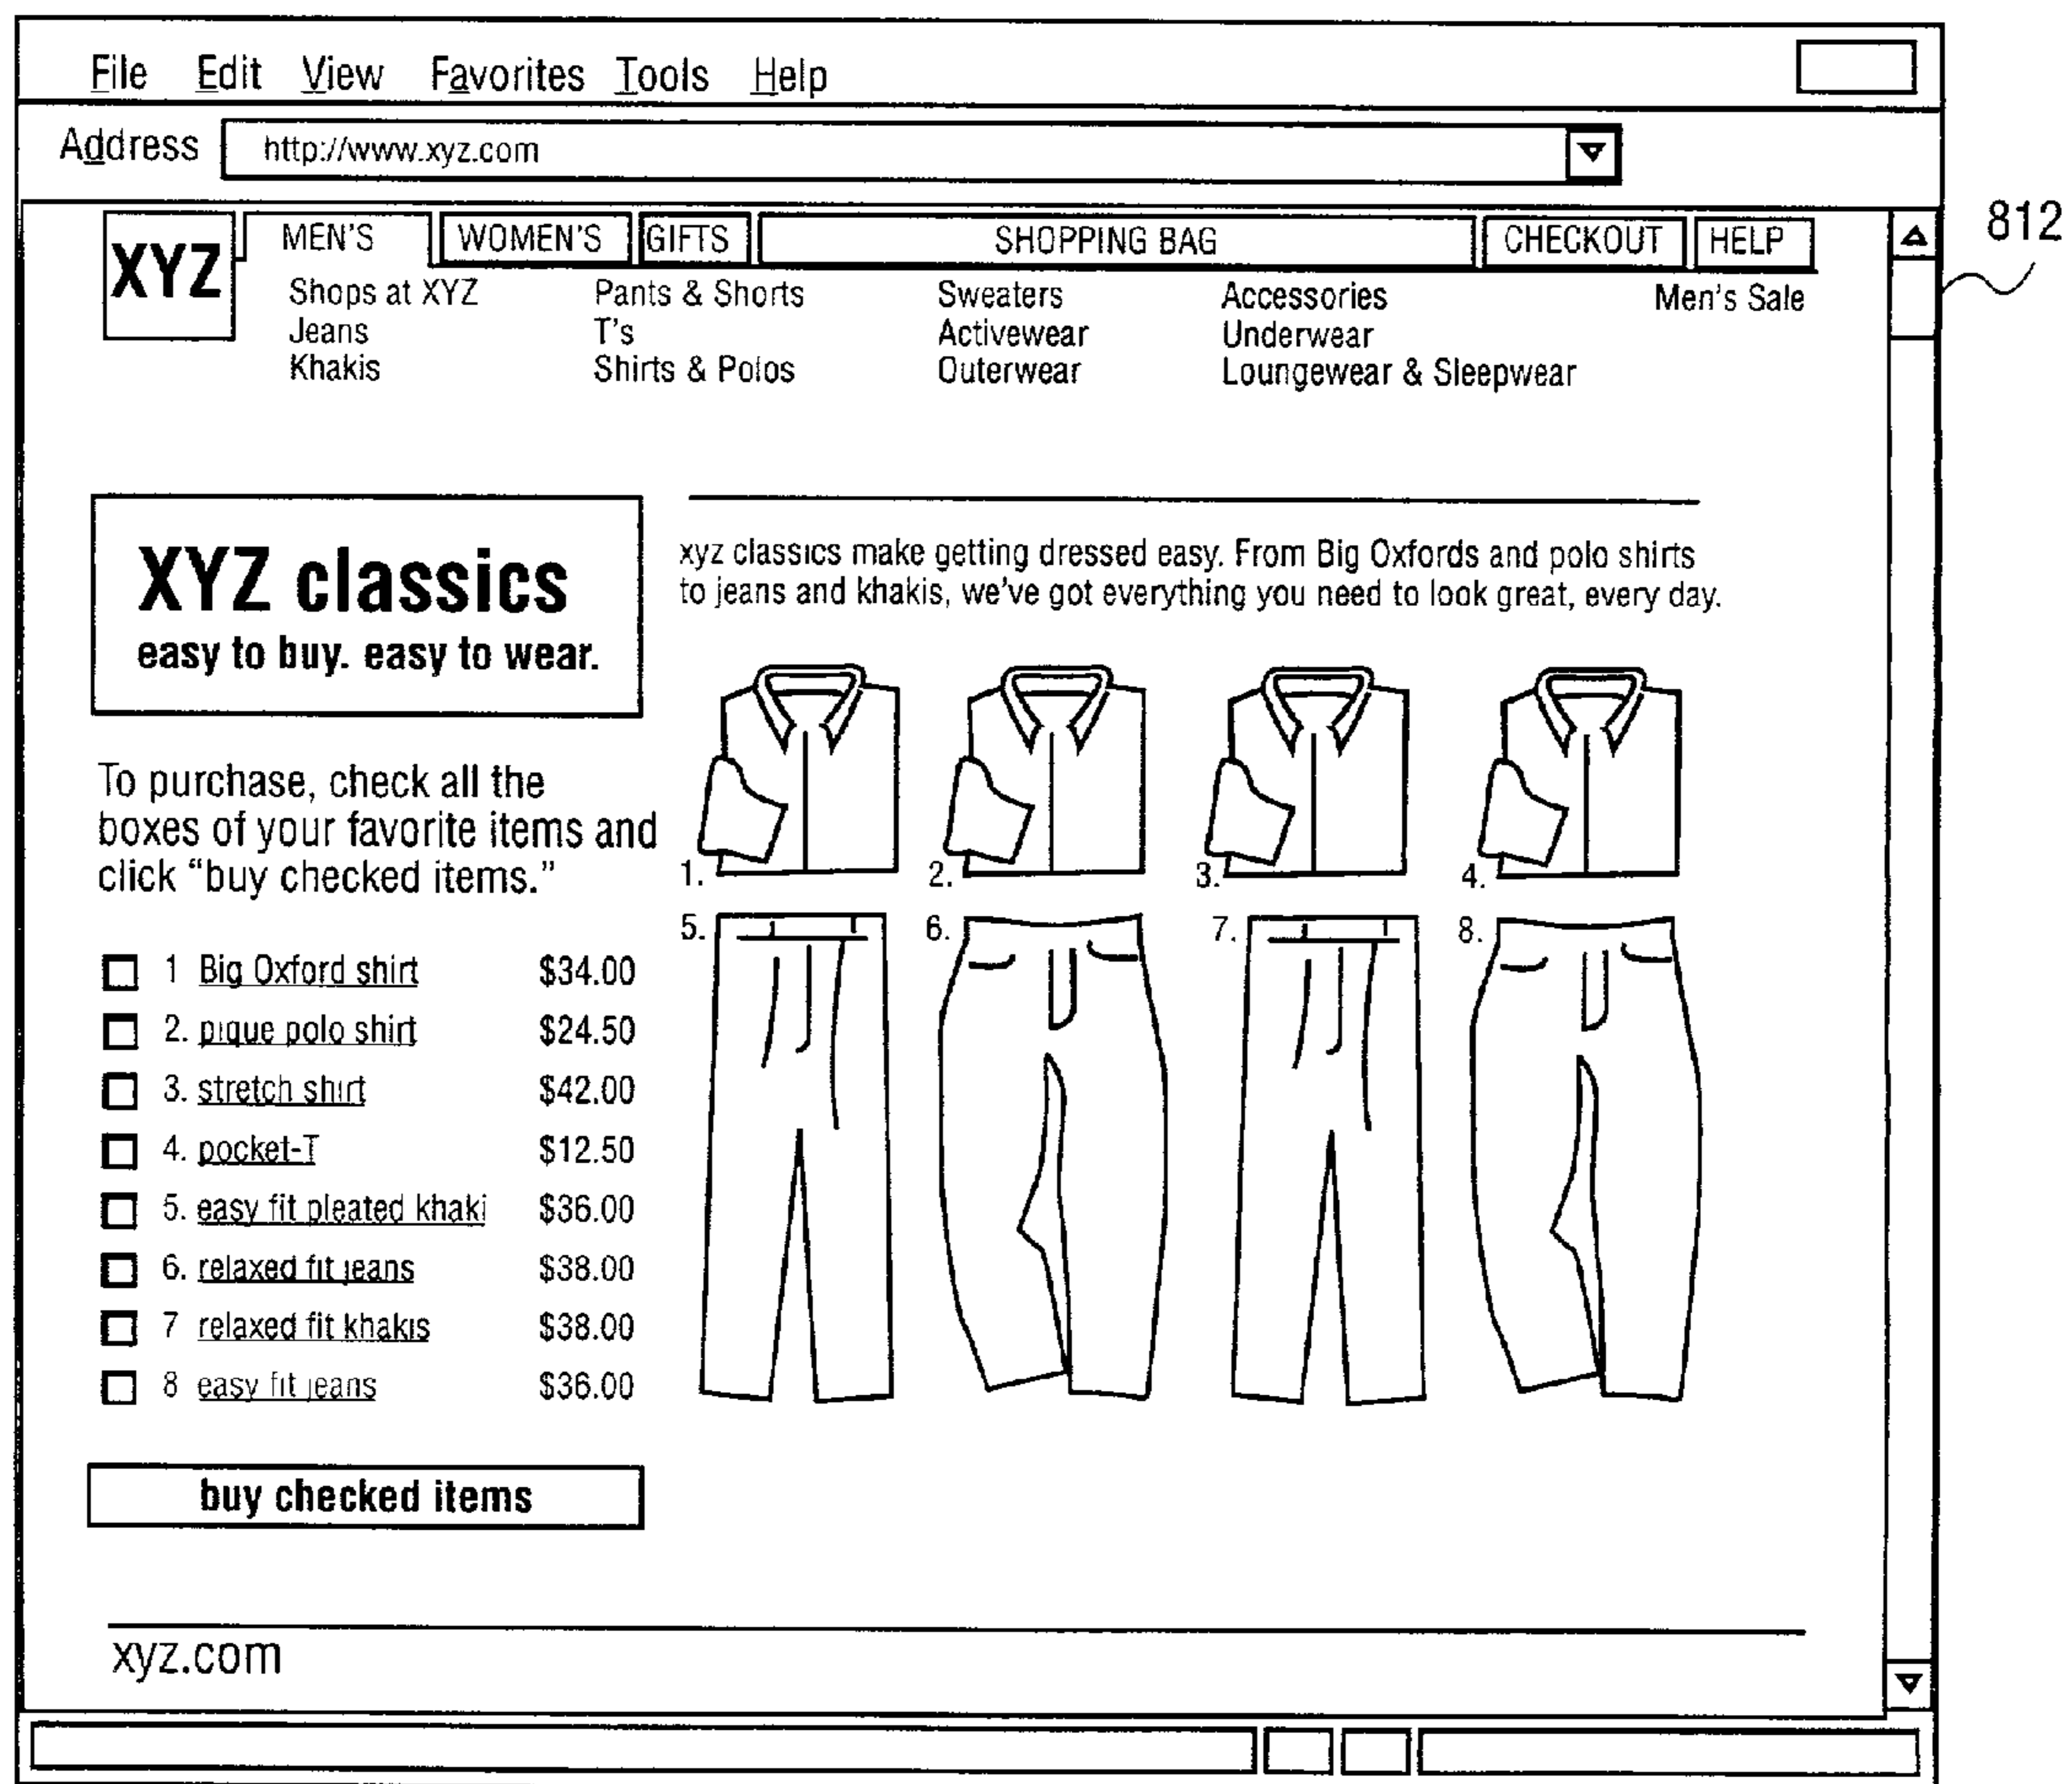 File Edit View Favorites Tools Help
Address http://www.xyz.com
812
XYZ MEN'S WOMEN'S GIFTS SHOPPING BAG CHECKOUT HELP
Shops at XYZ Pants & Shorts Sweaters Accessories Men's Sale
Jeans T's Activewear Underwear
Khakis Shirts & Polos Outerwear Loungewear & Sleepwear
XYZ classics
easy to buy. easy to wear.
xyz classics make getting dressed easy. From Big Oxfords and polo shirts
to jeans and khakis, we've got everything you need to look great, every day.
To purchase, check all the
boxes of your favorite items and
click “buy checked items.”
1. 2. 3. 4.
5. 6. 7. 8.
1 Big Oxford shirt $34.00
2. pique polo shirt $24.50
3. stretch shirt $42.00
4. pocket-T $12.50
5. easy fit pleated khaki $36.00
6. relaxed fit jeans $38.00
7 relaxed fit khakis $38.00
8 easy fit jeans $36.00
buy checked items
xyz.com